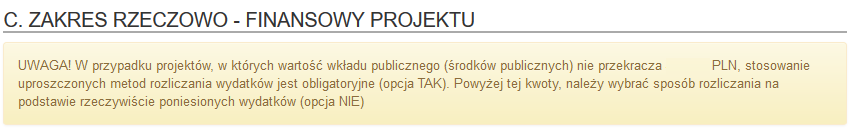 C. ZAKRES RZECZOWO - FINANSOWY PROJEKTU
UWAGA! W przypadku projektów, w których wartość wkładu publicznego (środków publicznych) nie przekracza PLN, stosowanie
uproszczonych metod rozliczania wydatków jest obligatoryjne (opcja TAK). Powyżej tej kwoty, należy wybrać sposób rozliczania na
podstawie rzeczywiście poniesionych wydatków (opcja NIE)